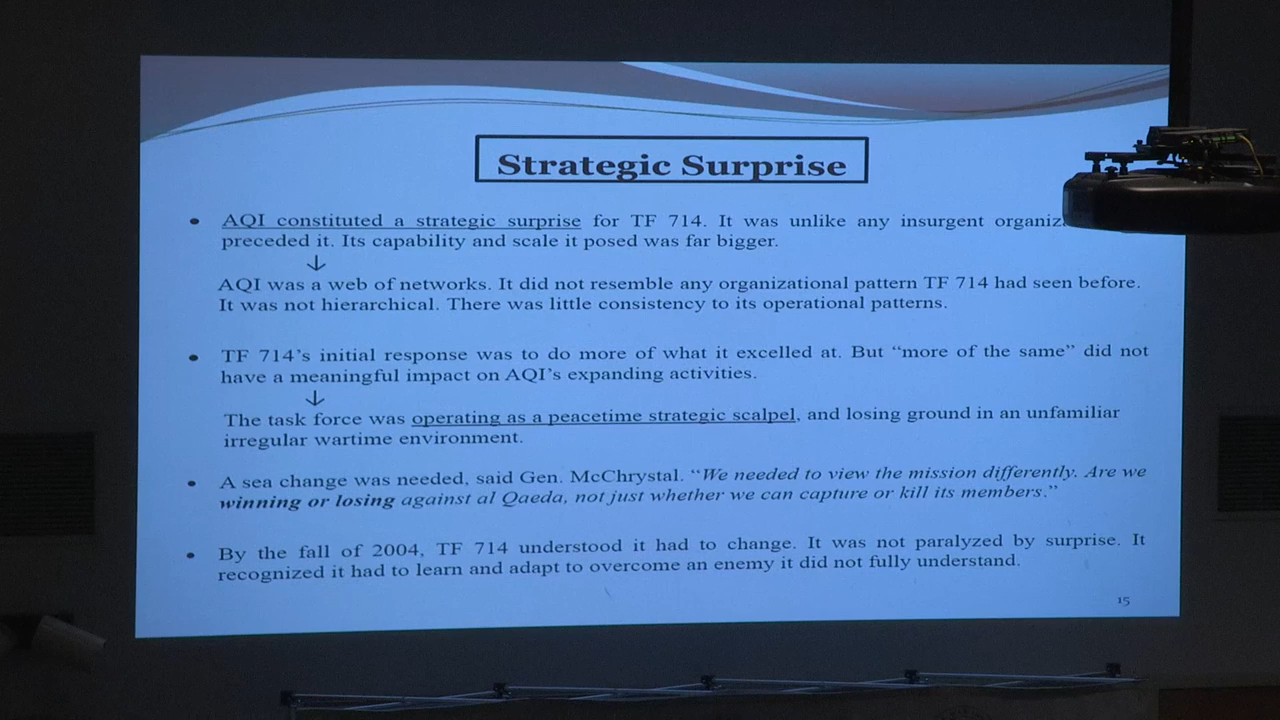 Strategic Surprise
• AQI constituted a strategic surprise for TF 714. It was unlike any insurgent
preceded it. Its capability and scale it posed was far bigger.
↓
AQI was a web of networks. It did not resemble any organizational pattern TF 714 had seen before.
It was not hierarchical. There was little consistency to its operational patterns.
• TF 714’s initial response was to do more of what it excelled at. But “more of the same” did not
have a meaningful impact on AQI’s expanding activities.
↓
The task force was operating as a peacetime strategic scalpel, and losing ground in an unfamiliar
irregular wartime environment.
• A sea change was needed, said Gen. McChrystal. “We needed to view the mission differently. Are we
winning or losing against al Qaeda, not just whether we can capture or kill its members.”
• By the fall of 2004, TF 714 understood it had to change. It was not paralyzed by surprise. It
recognized it had to learn and adapt to overcome an enemy it did not fully understand.
15